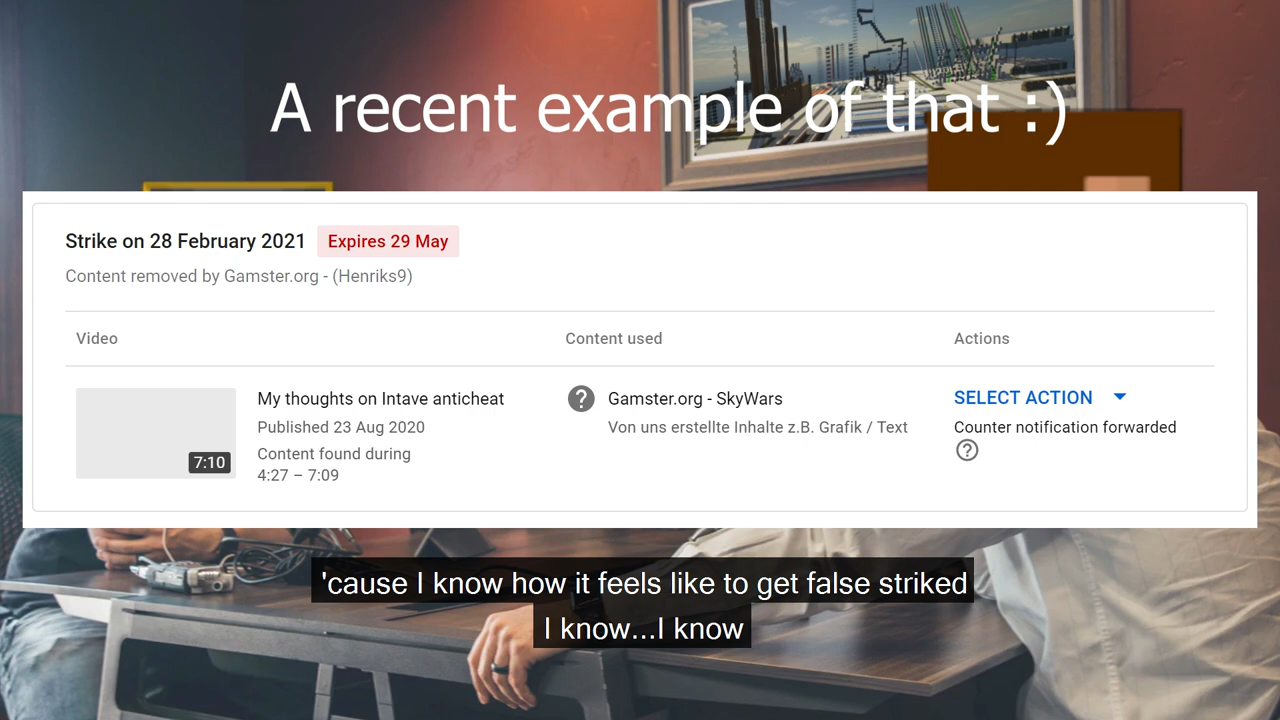 A recent example of that :)
Strike on 28 February 2021 Expires 29 May
Content removed by Gamster.org - (Henriks9)
Video Content used Actions
My thoughts on Intave anticheat
Published 23 Aug 2020
Content found during
4:27 – 7:09
7:10
Gamster.org - SkyWars
Von uns erstellte Inhalte z.B. Grafik / Text
SELECT ACTION
Counter notification forwarded
'cause I know how it feels like to get false striked
I know...I know